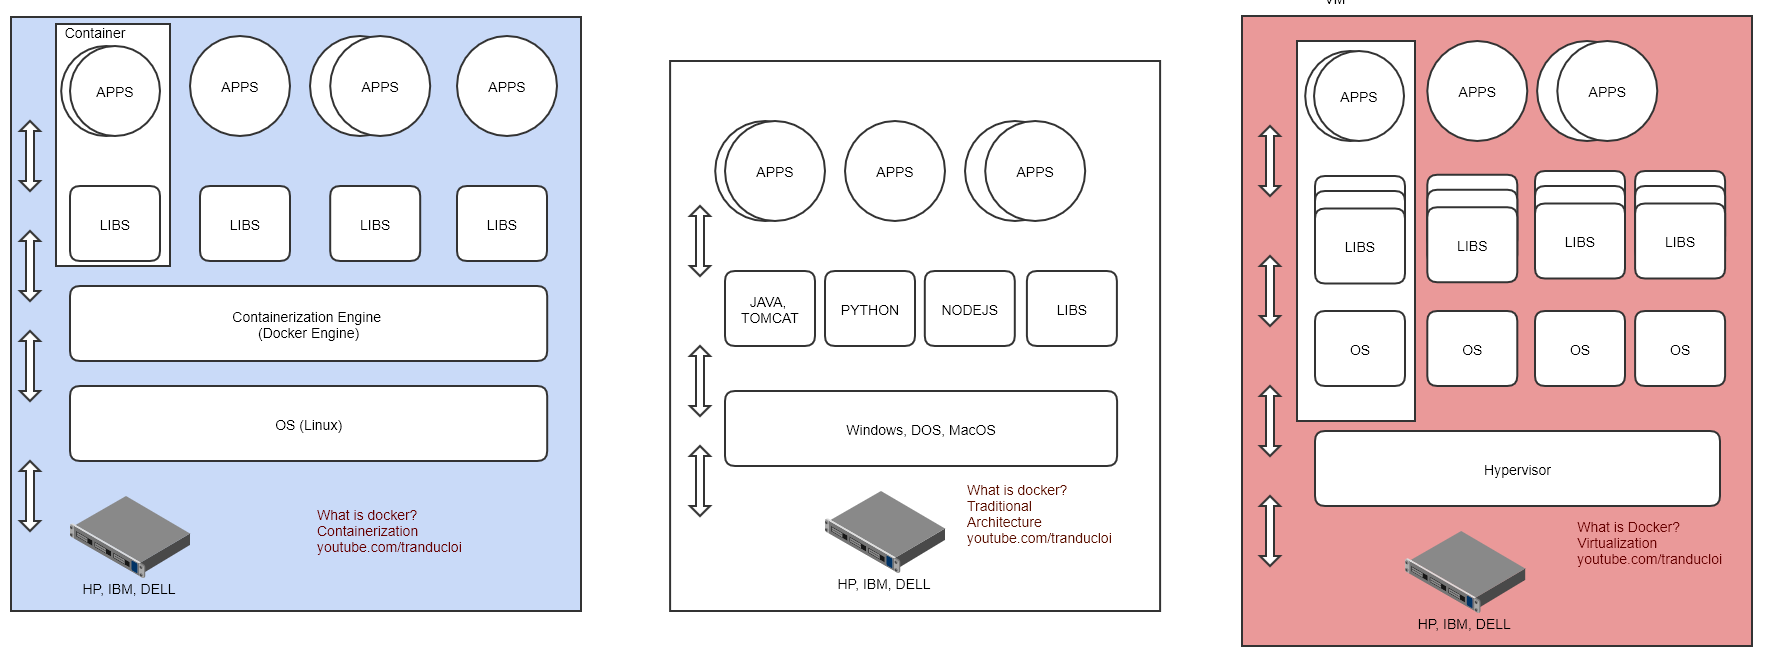 Container
APPS
APPS
APPS
APPS
LIBS
LIBS
LIBS
LIBS
Containerization Engine
(Docker Engine)
OS (Linux)
What is docker?
Containerization
youtube.com/tranducloi
HP, IBM, DELL
APPS
APPS
APPS
JAVA,
TOMCAT
PYTHON
NODEJS
LIBS
Windows, DOS, MacOS
What is docker?
Traditional
Architecture
youtube.com/tranducloi
HP, IBM, DELL
VM
APPS
APPS
APPS
LIBS
LIBS
LIBS
LIBS
OS
OS
OS
OS
Hypervisor
What is Docker?
Virtualization
youtube.com/tranducloi
HP, IBM, DELL